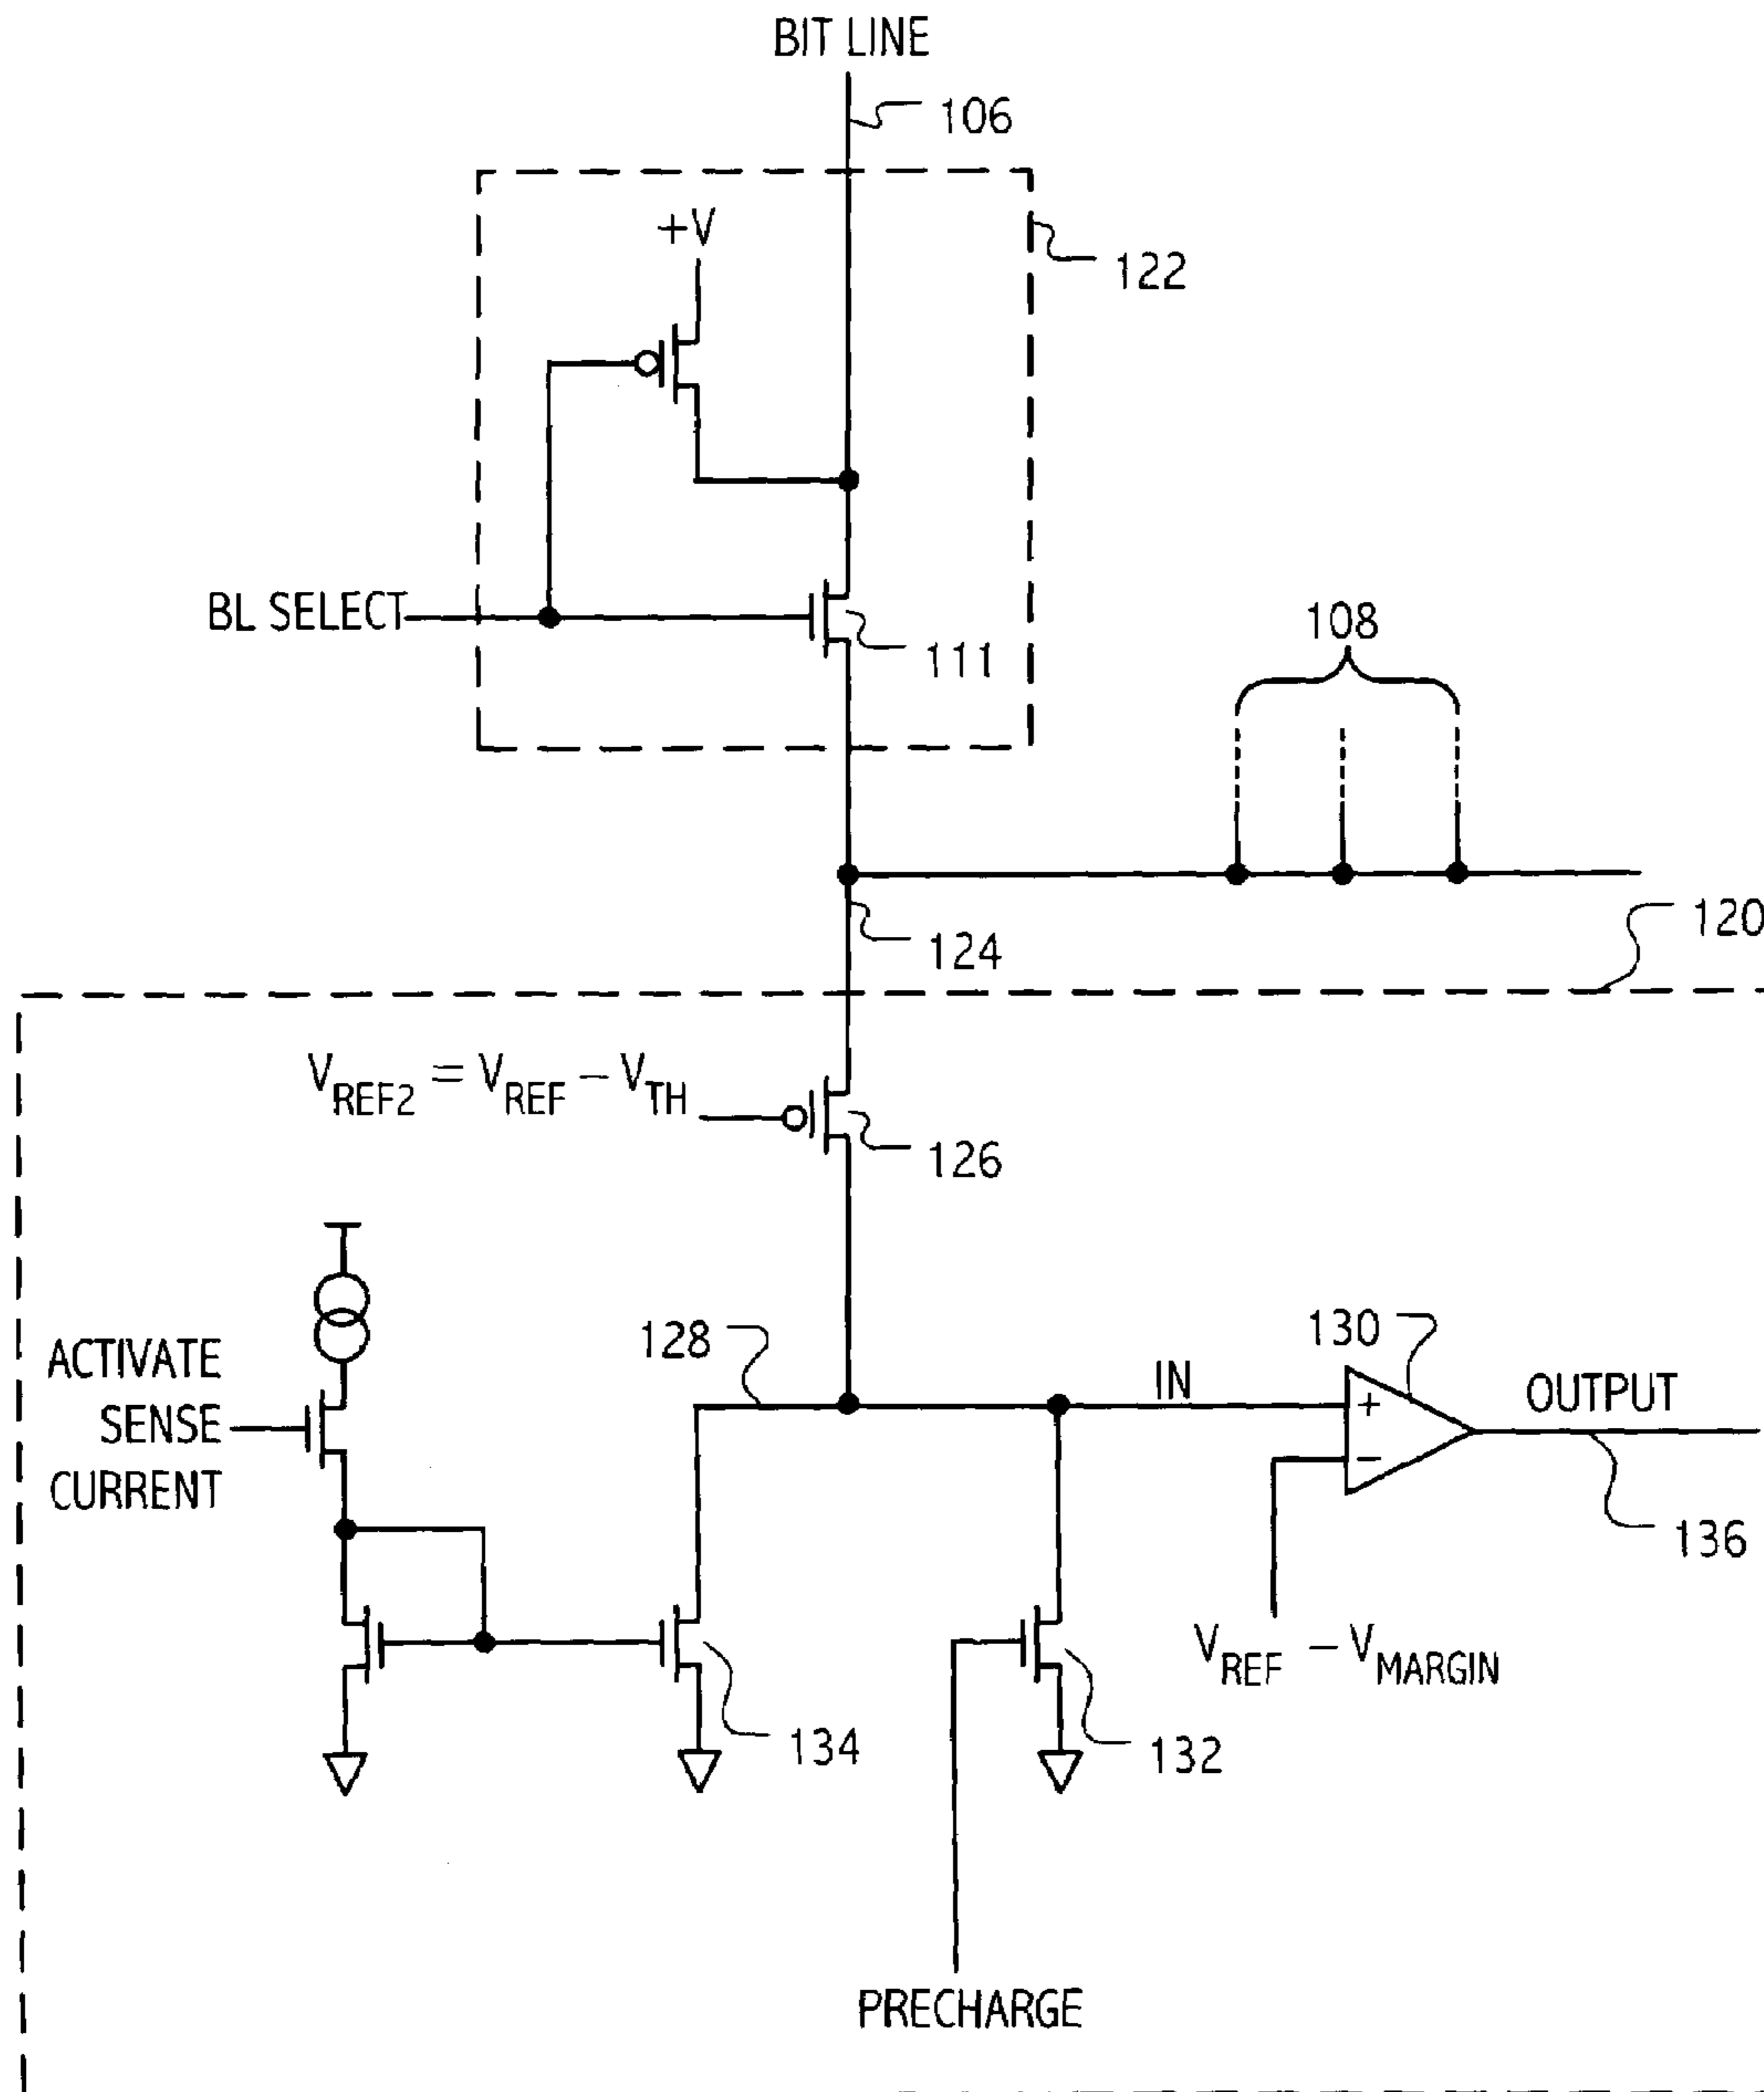 BIT LINE
106
+V
122
BL SELECT
111
108
124
120
V_REF2 = V_REF − V_TH
126
128
130
ACTIVATE
SENSE
CURRENT
IN
+
−
OUTPUT
136
V_REF − V_MARGIN
134
132
PRECHARGE